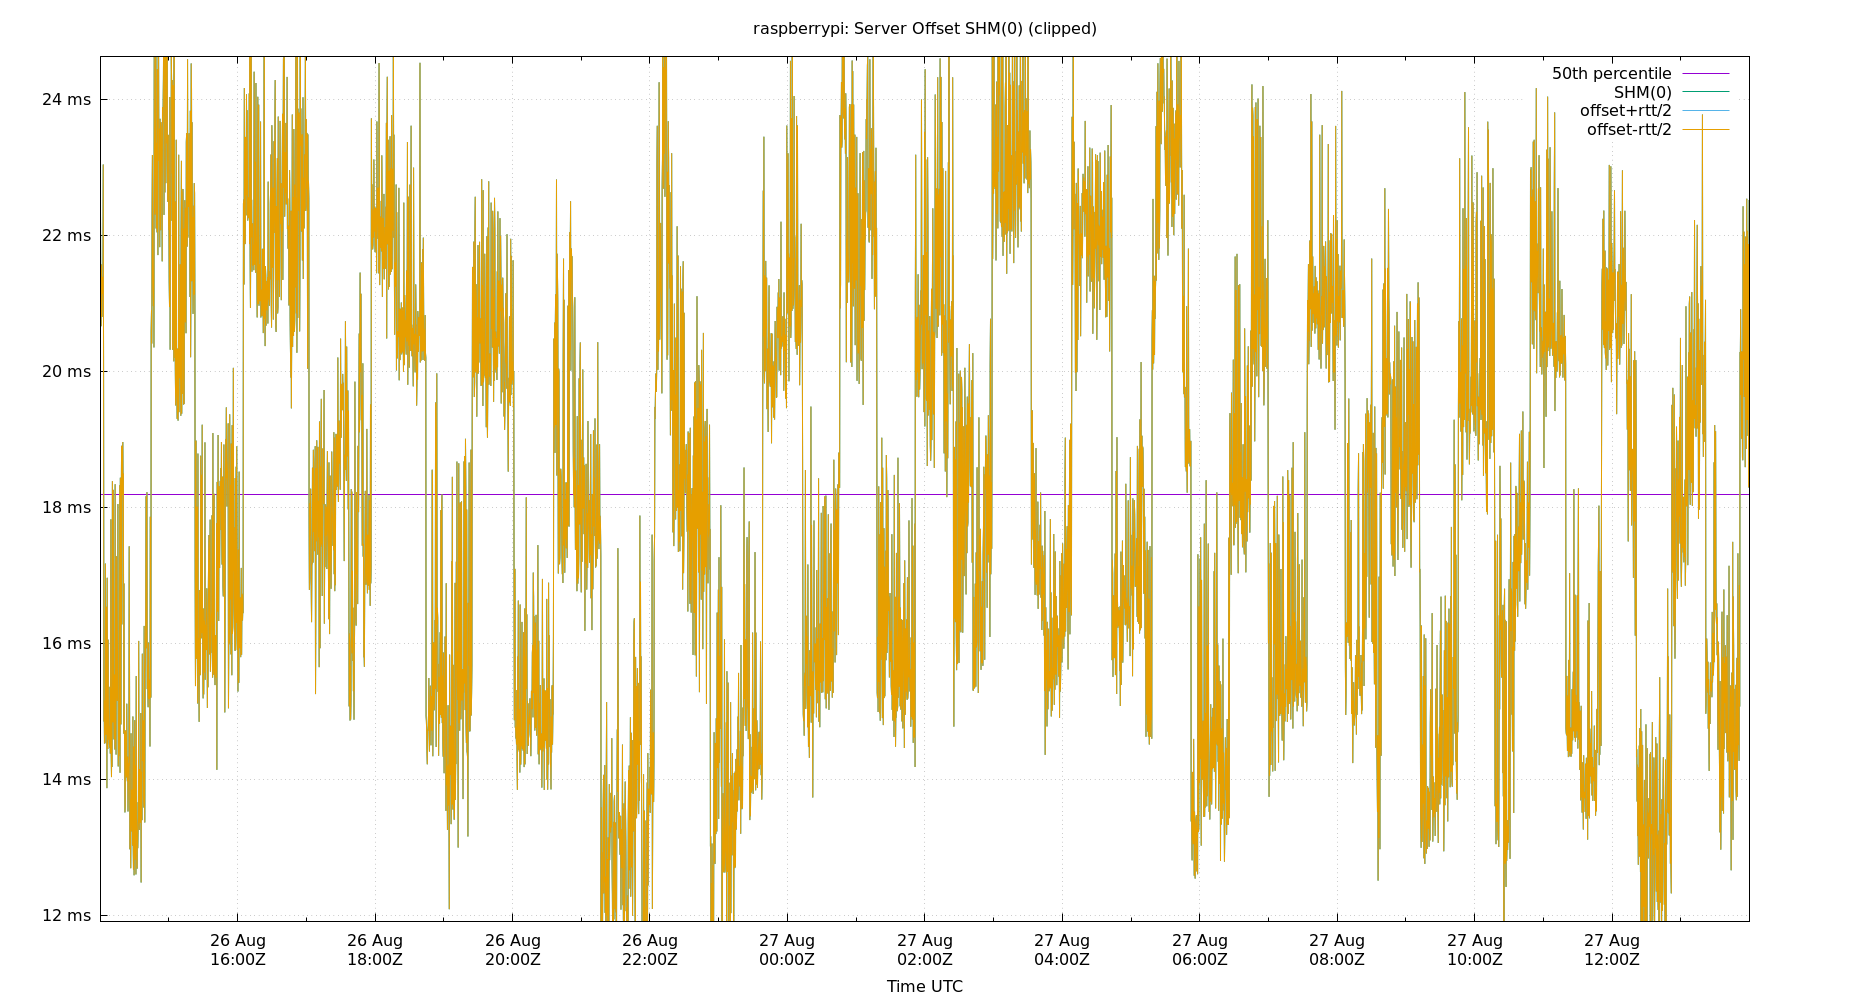 raspberrypi: Server Offset SHM(0) (clipped)
24 ms
22 ms
20 ms
18 ms
16 ms
14 ms
12 ms
50th percentile
SHM(0)
offset+rtt/2
offset-rtt/2
26 Aug 26 Aug 26 Aug 26 Aug 27 Aug 27 Aug 27 Aug 27 Aug 27 Aug 27 Aug 27 Aug
16:00Z 18:00Z 20:00Z 22:00Z 00:00Z 02:00Z 04:00Z 06:00Z 08:00Z 10:00Z 12:00Z
Time UTC